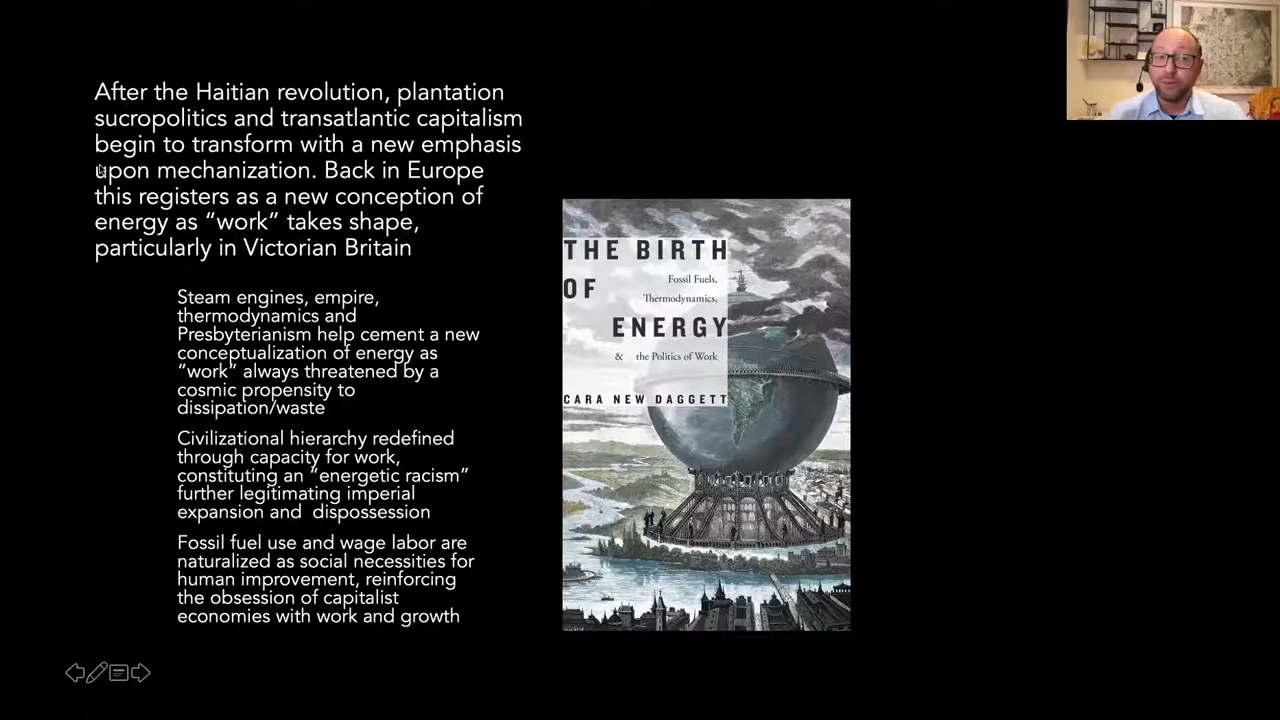 After the Haitian revolution, plantation
sucropolitics and transatlantic capitalism
begin to transform with a new emphasis
upon mechanization. Back in Europe
this registers as a new conception of
energy as “work” takes shape,
particularly in Victorian Britain
Steam engines, empire,
thermodynamics and
Presbyterianism help cement a new
conceptualization of energy as
“work” always threatened by a
cosmic propensity to
dissipation/waste
Civilizational hierarchy redefined
through capacity for work,
constituting an “energetic racism”
further legitimating imperial
expansion and  dispossession
Fossil fuel use and wage labor are
naturalized as social necessities for
human improvement, reinforcing
the obsession of capitalist
economies with work and growth
THE BIRTH
OF
Fossil Fuels,
Thermodynamics,
ENERGY
& the Politics of Work
CARA NEW DAGGETT